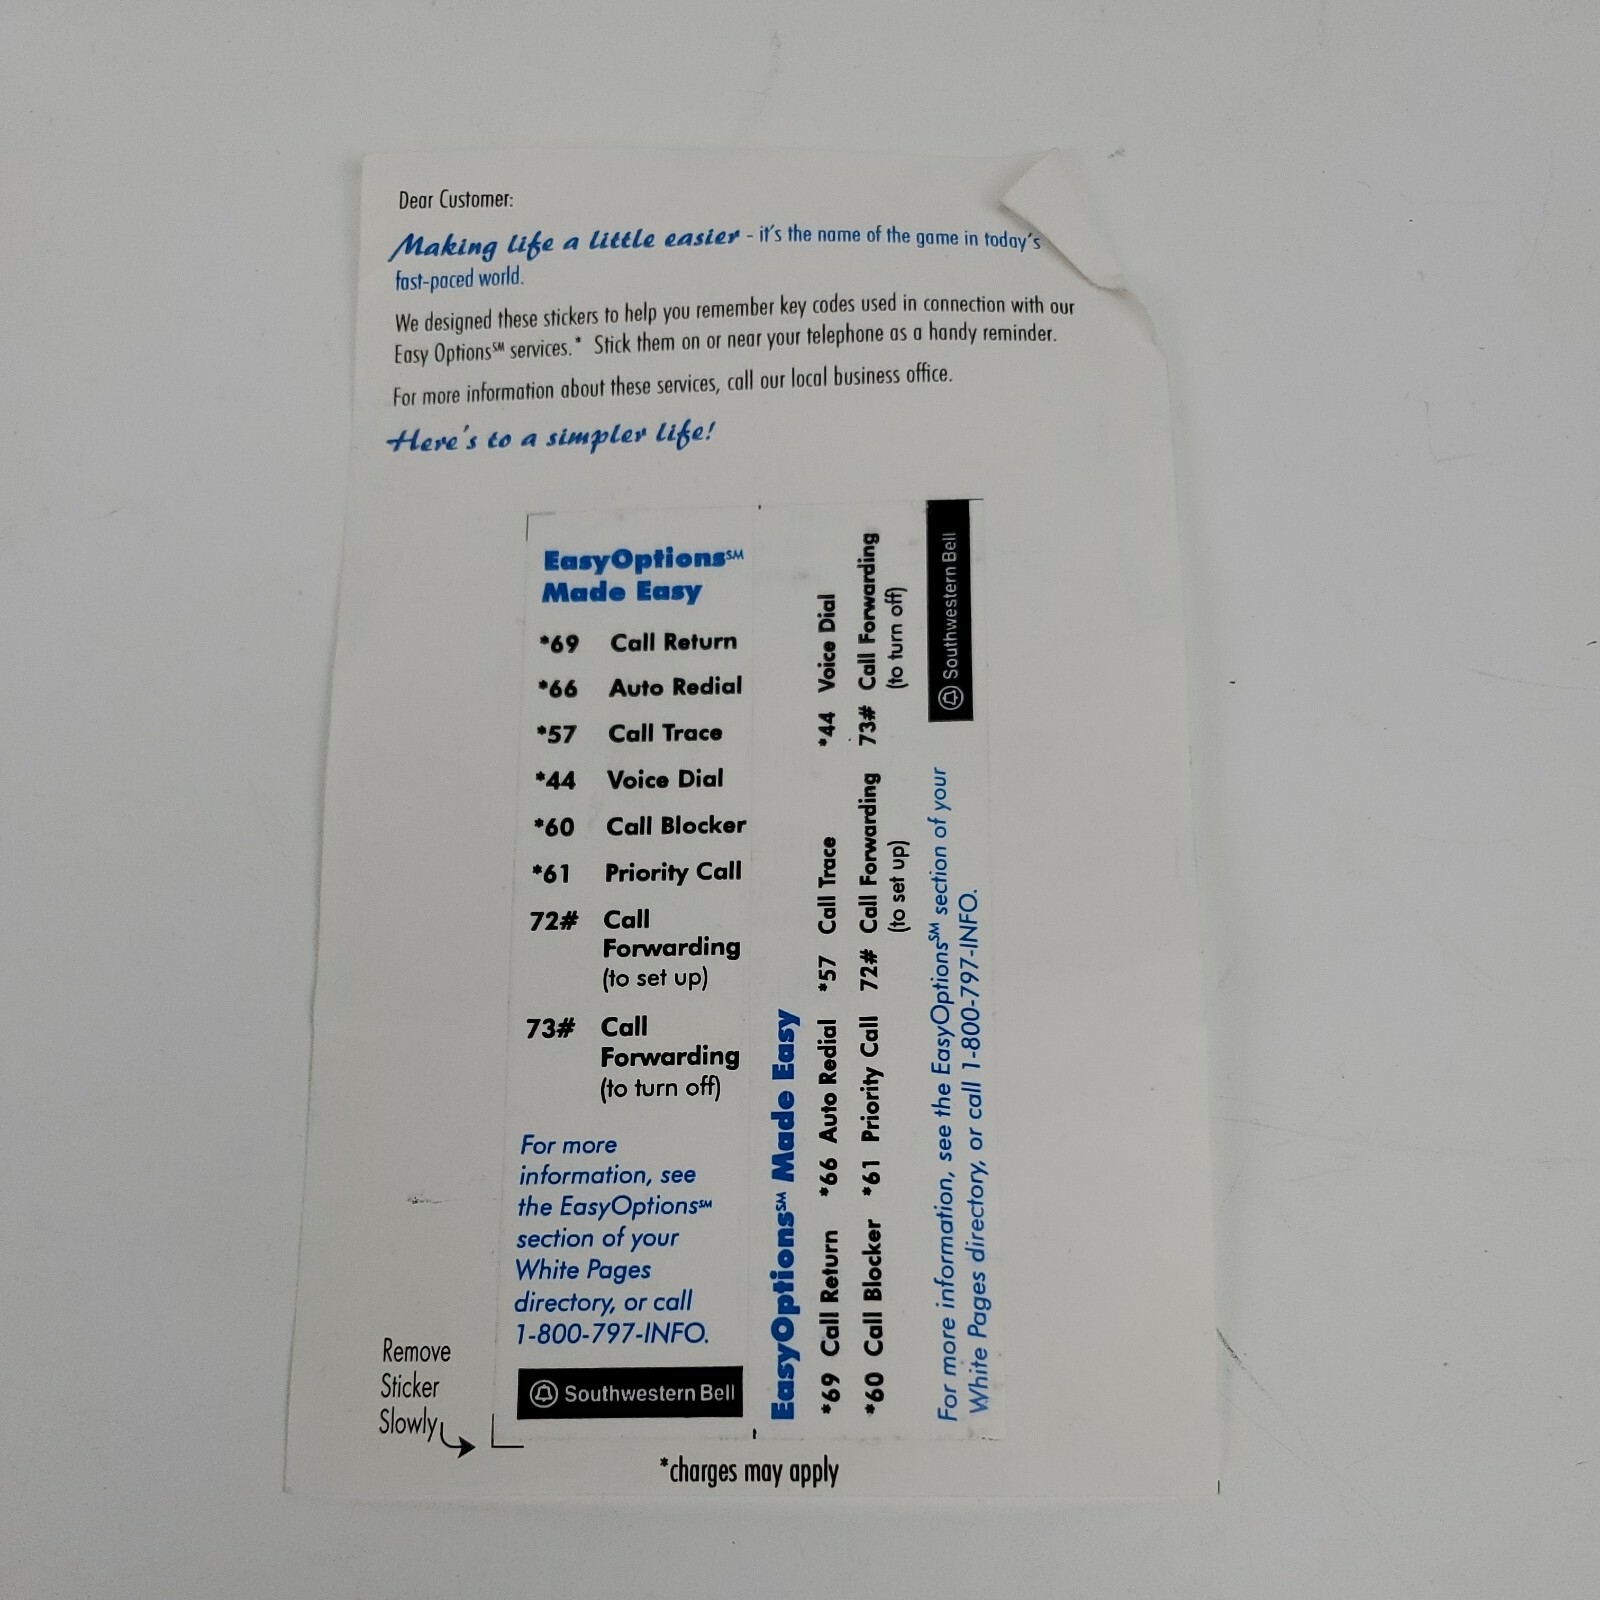 Dear Customer:
Making life a little easier - it's the name of the game in today's
fast-paced world.
We designed these stickers to help you remember key codes used in connection with our
Easy Options℠ services.* Stick them on or near your telephone as a handy reminder.
For more information about these services, call our local business office.
Here's to a simpler life!
EasyOptions℠
Made Easy
*69 Call Return
*66 Auto Redial
*57 Call Trace
*44 Voice Dial
*60 Call Blocker
*61 Priority Call
72# Call
Forwarding
(to set up)
73# Call
Forwarding
(to turn off)
For more
information, see
the EasyOptions℠
section of your
White Pages
directory, or call
1-800-797-INFO.
Southwestern Bell
EasyOptions℠ Made Easy
*69 Call Return *66 Auto Redial *57 Call Trace *44 Voice Dial
*60 Call Blocker *61 Priority Call 72# Call Forwarding 73# Call Forwarding
(to set up) (to turn off)
For more information, see the EasyOptions℠ section of your
White Pages directory, or call 1-800-797-INFO.
Southwestern Bell
Remove
Sticker
Slowly
*charges may apply